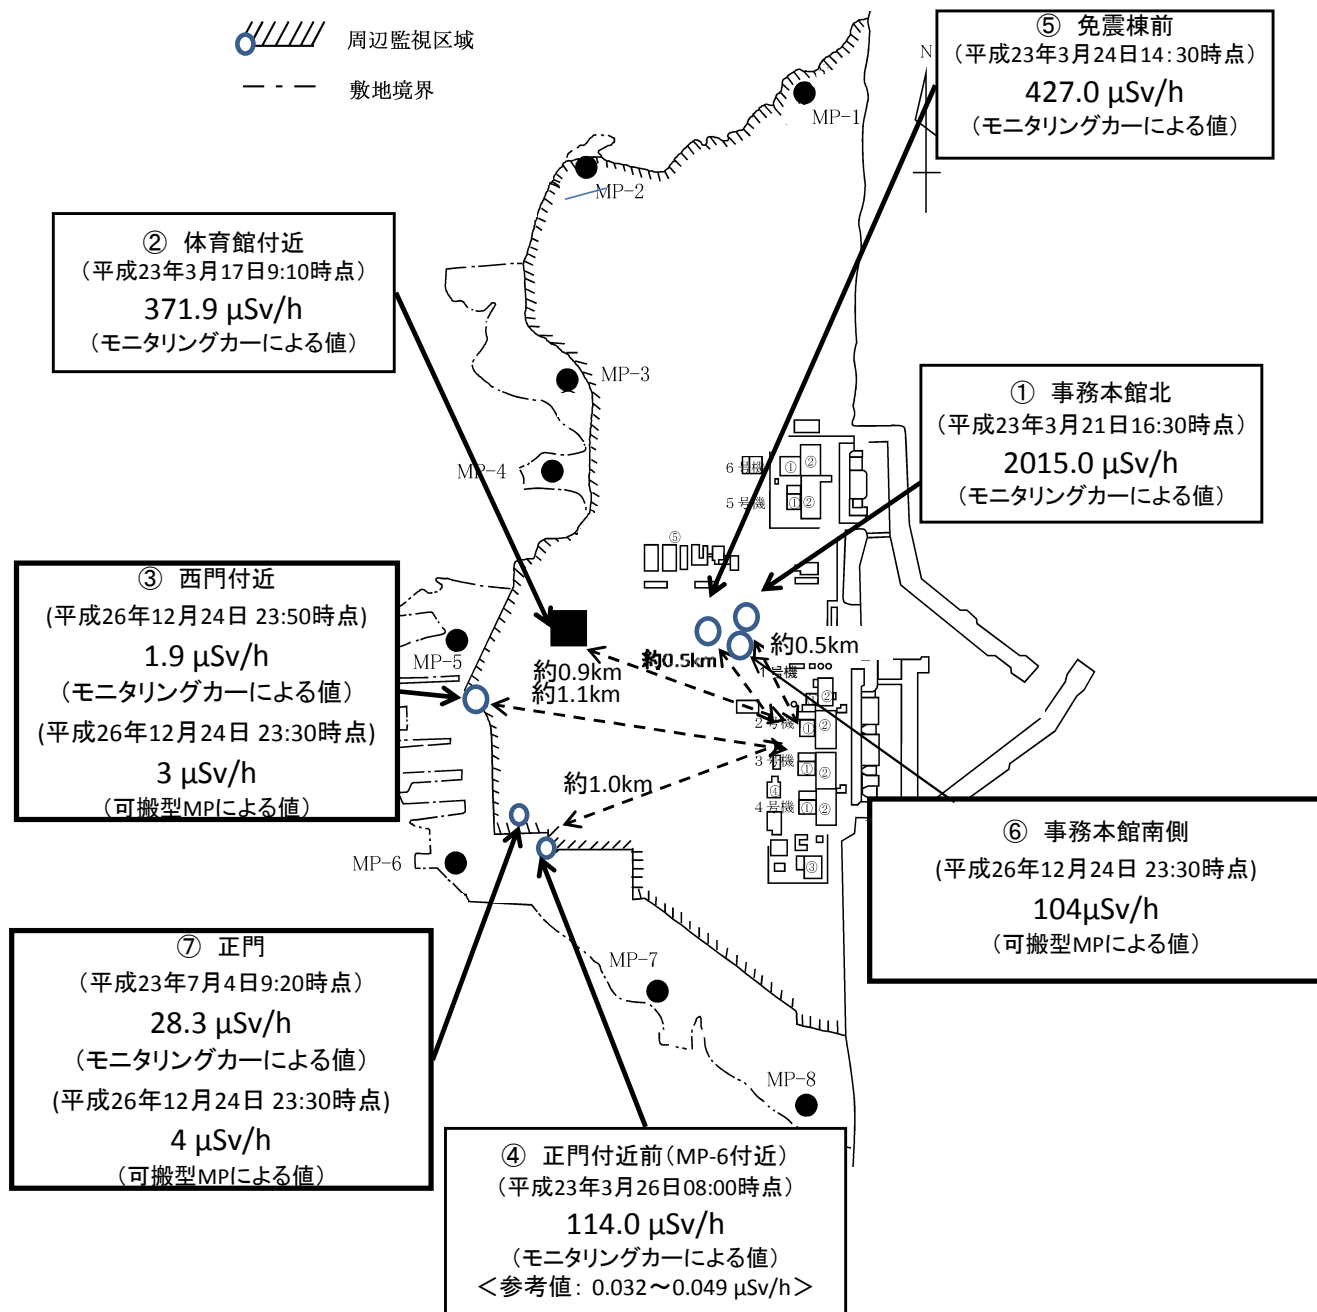 周辺監視区域
敷地境界
⑤ 免震棟前
(平成23年3月24日14:30時点)
427.0 μSv/h
(モニタリングカーによる値)
N
MP-1
MP-2
② 体育館付近
(平成23年3月17日9:10時点)
371.9 μSv/h
(モニタリングカーによる値)
MP-3
① 事務本館北
(平成23年3月21日16:30時点)
2015.0 μSv/h
(モニタリングカーによる値)
MP-4
6号機
①
②
5号機
①
②
⑤
③ 西門付近
(平成26年12月24日 23:50時点)
1.9 μSv/h
(モニタリングカーによる値)
(平成26年12月24日 23:30時点)
3 μSv/h
(可搬型MPによる値)
MP-5
約0.5km
約0.5km
約0.9km
約1.1km
1号機
②
2号機
①
②
3号機
①
②
約1.0km
④
4号機
①
②
③
MP-6
⑥ 事務本館南側
(平成26年12月24日 23:30時点)
104μSv/h
(可搬型MPによる値)
⑦ 正門
(平成23年7月4日9:20時点)
28.3 μSv/h
(モニタリングカーによる値)
(平成26年12月24日 23:30時点)
4 μSv/h
(可搬型MPによる値)
MP-7
MP-8
④ 正門付近前(MP-6付近)
(平成23年3月26日08:00時点)
114.0 μSv/h
(モニタリングカーによる値)
<参考値: 0.032~0.049 μSv/h>